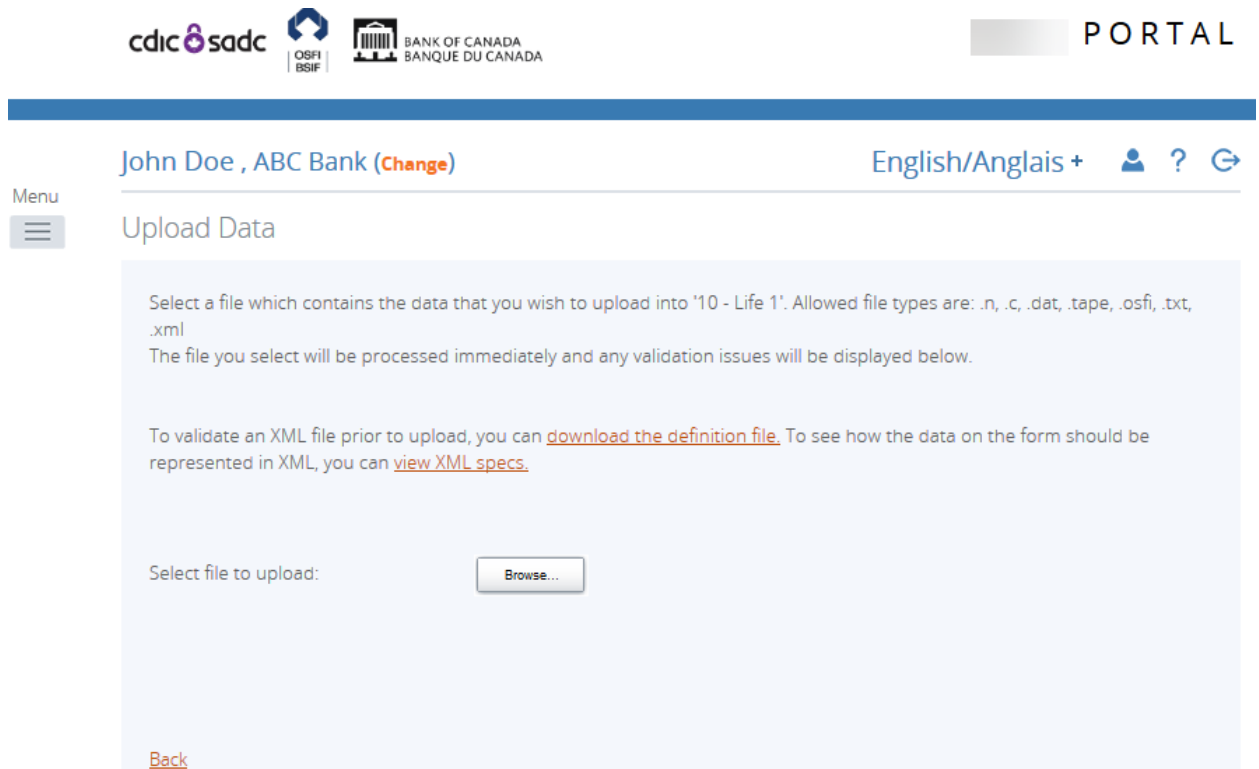 cdic sadc
OSFI
BSIF
BANK OF CANADA
BANQUE DU CANADA
PORTAL
John Doe , ABC Bank (Change)
English/Anglais +
?
Menu
Upload Data
Select a file which contains the data that you wish to upload into '10 - Life 1'. Allowed file types are: .n, .c, .dat, .tape, .osfi, .txt,
.xml
The file you select will be processed immediately and any validation issues will be displayed below.
To validate an XML file prior to upload, you can download the definition file. To see how the data on the form should be
represented in XML, you can view XML specs.
Select file to upload:
Browse...
Back